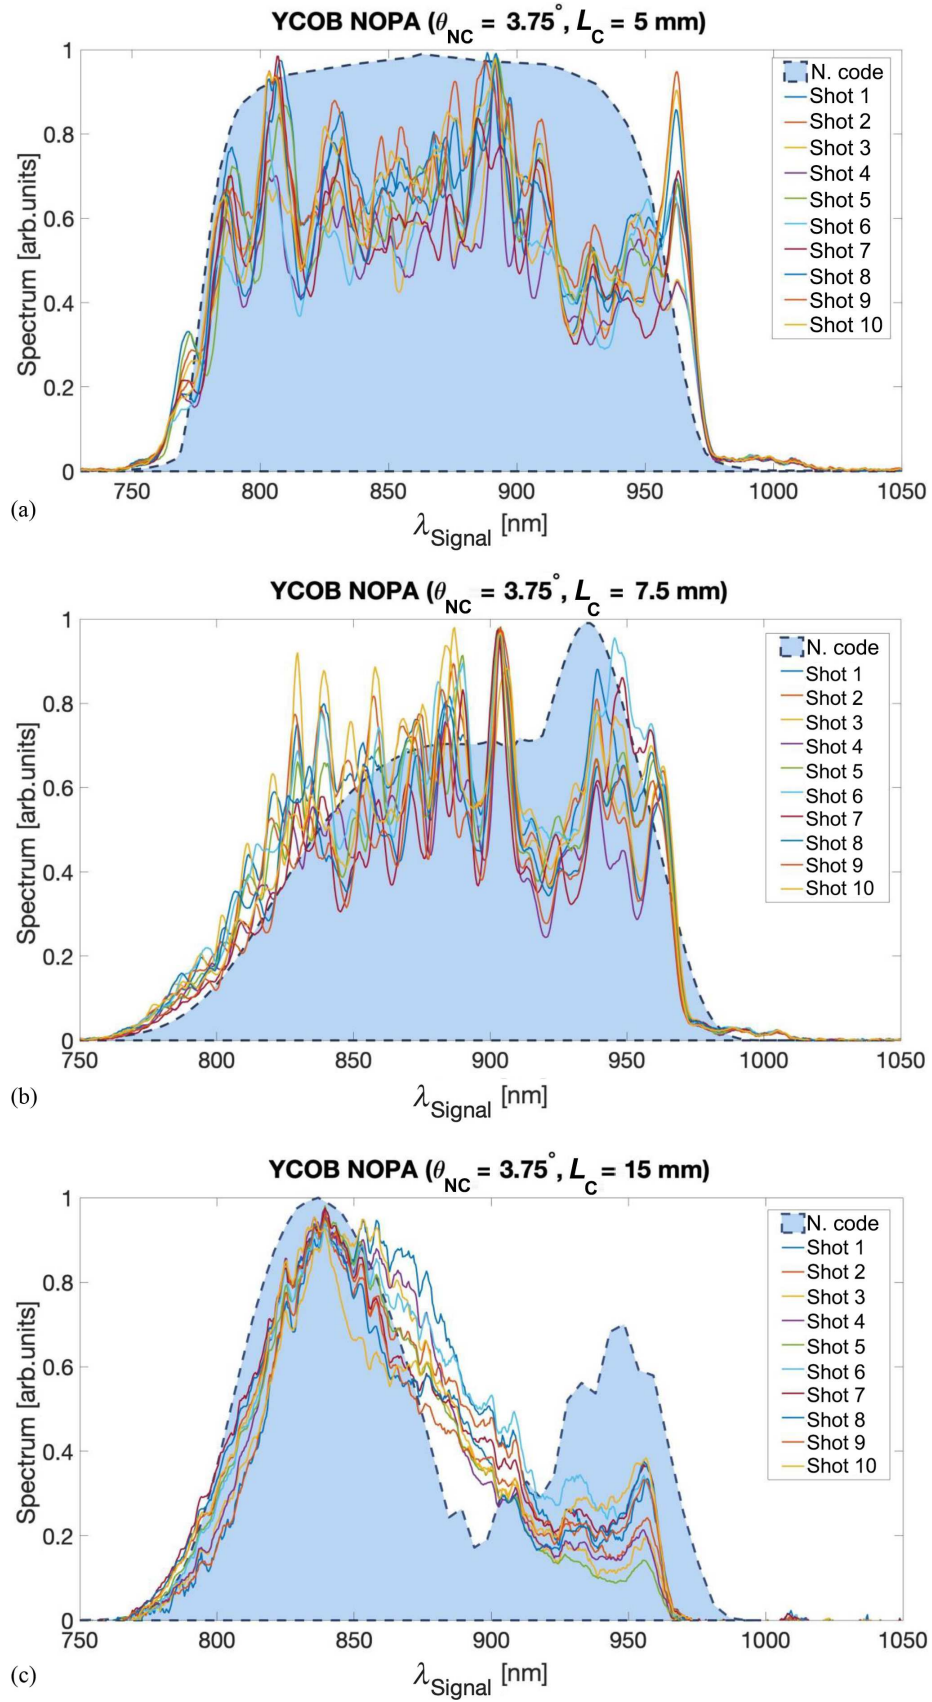 YCOB NOPA (θNC = 3.75°, LC = 5 mm)
1
0.8
0.6
0.4
0.2
0
Spectrum [arb.units]
N. code
Shot 1
Shot 2
Shot 3
Shot 4
Shot 5
Shot 6
Shot 7
Shot 8
Shot 9
Shot 10
750 800 850 900 950 1000 1050
λSignal [nm]
(a)
YCOB NOPA (θNC = 3.75°, LC = 7.5 mm)
1
0.8
0.6
0.4
0.2
0
Spectrum [arb.units]
N. code
Shot 1
Shot 2
Shot 3
Shot 4
Shot 5
Shot 6
Shot 7
Shot 8
Shot 9
Shot 10
750 800 850 900 950 1000 1050
λSignal [nm]
(b)
YCOB NOPA (θNC = 3.75°, LC = 15 mm)
1
0.8
0.6
0.4
0.2
0
Spectrum [arb.units]
N. code
Shot 1
Shot 2
Shot 3
Shot 4
Shot 5
Shot 6
Shot 7
Shot 8
Shot 9
Shot 10
750 800 850 900 950 1000 1050
λSignal [nm]
(c)